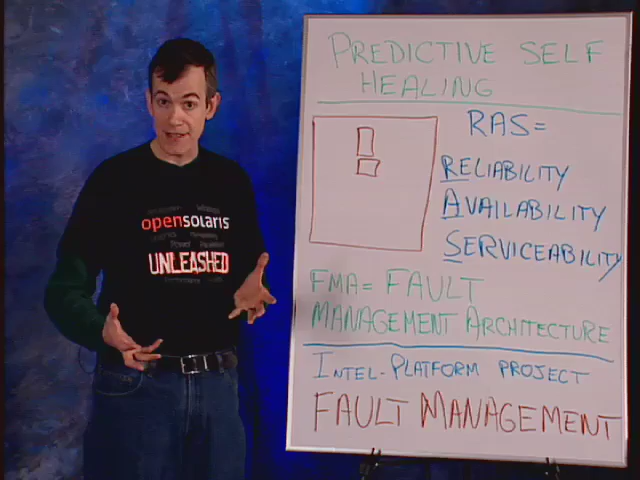 PREDICTIVE SELF
HEALING
RAS=
RELIABILITY
AVAILABILITY
SERVICEABILITY
FMA= FAULT
MANAGEMENT ARCHITECTURE
INTEL-PLATFORM PROJECT
FAULT MANAGEMENT
opensolaris
UNLEASHED